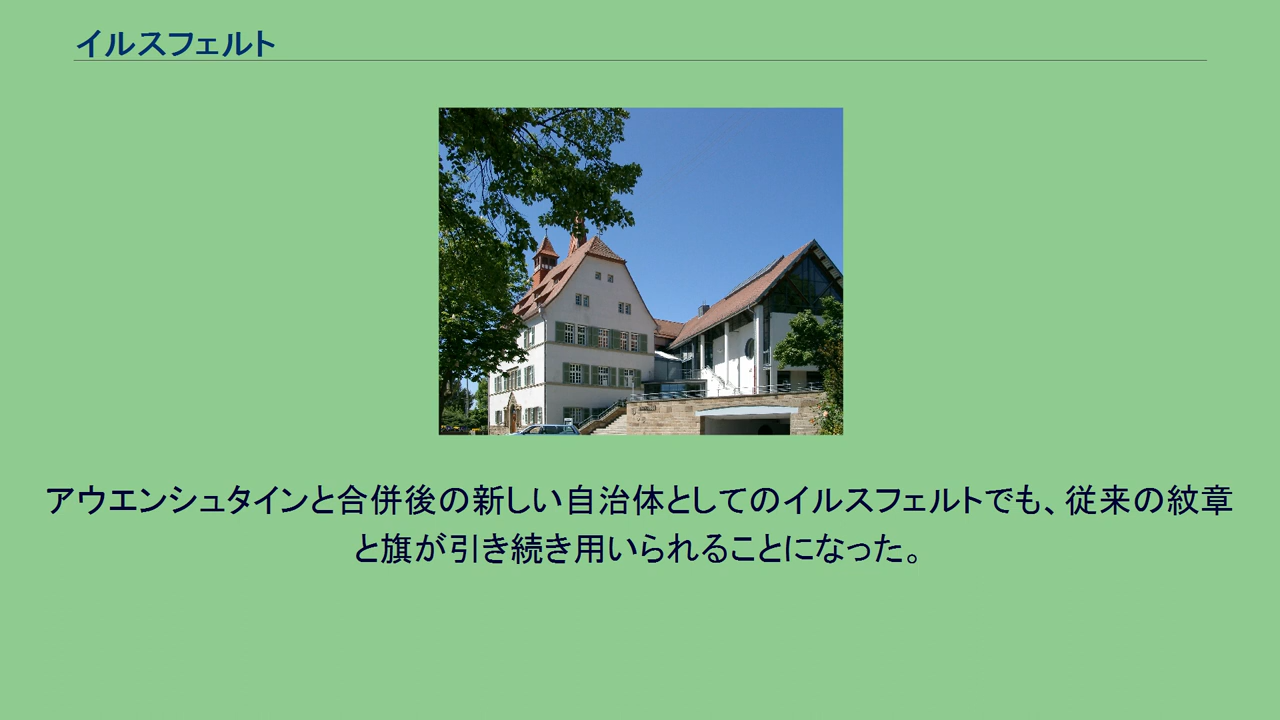 イルスフェルト
アウエンシュタインと合併後の新しい自治体としてのイルスフェルトでも、従来の紋章
と旗が引き続き用いられることになった。